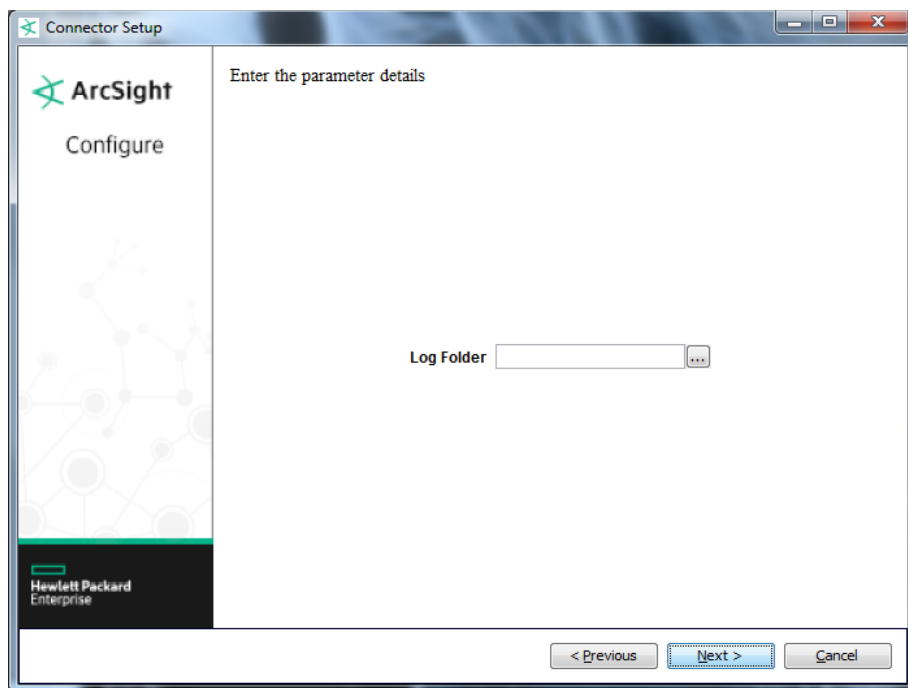 Connector Setup
ArcSight
Configure
Enter the parameter details
Log Folder
...
Hewlett Packard
Enterprise
< Previous
Next >
Cancel